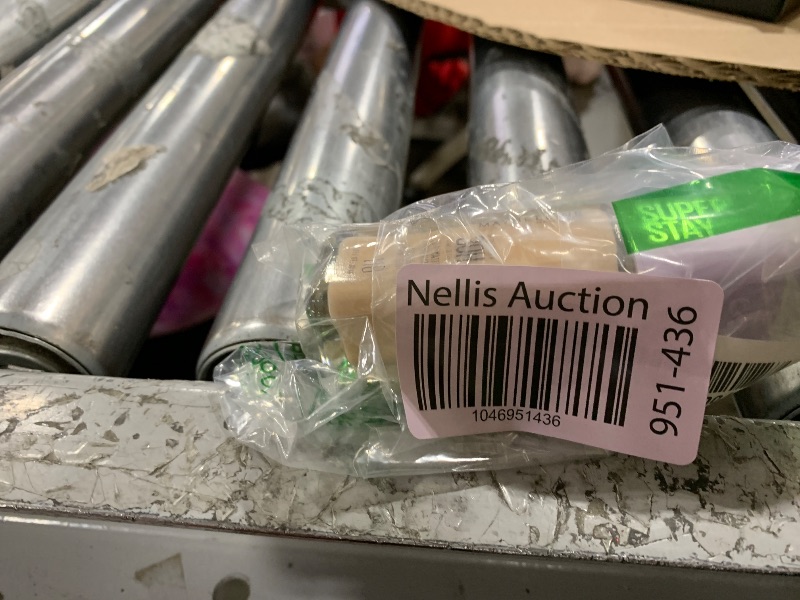 SUPER
STAY
Nellis Auction
1046951436
951-436